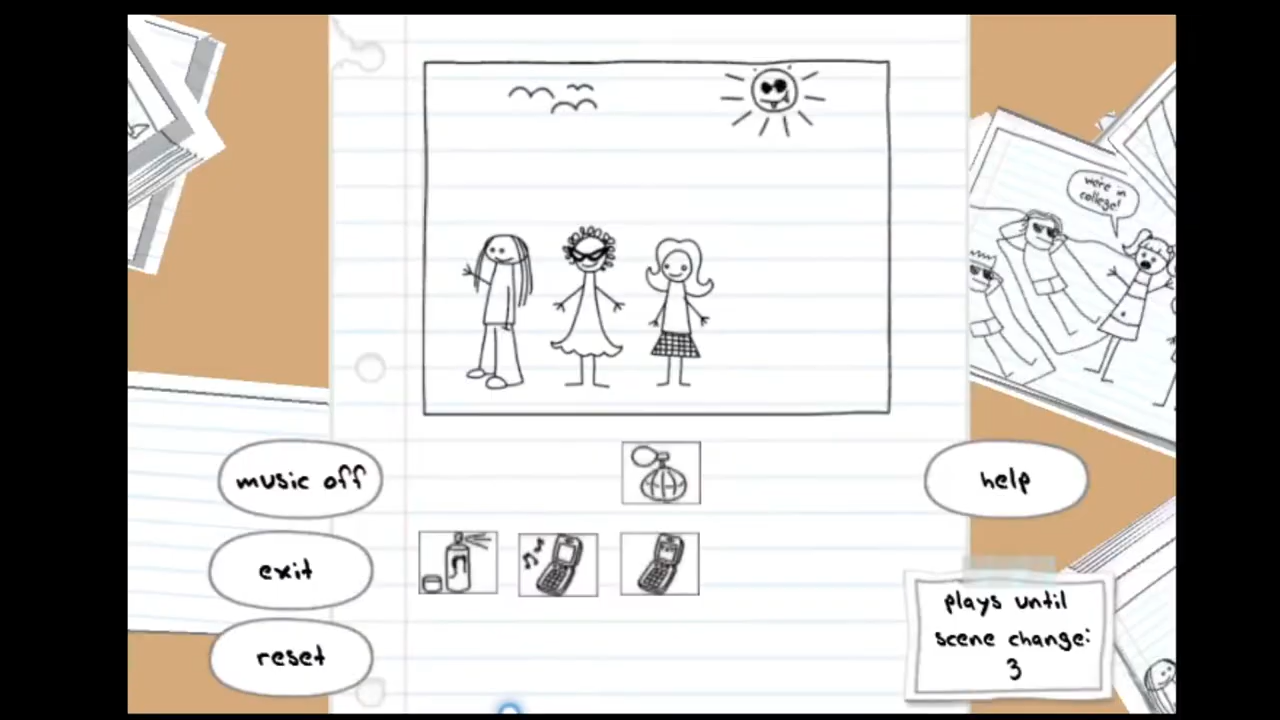 we're in
college!
music off
help
exit
plays until
scene change:
3
reset